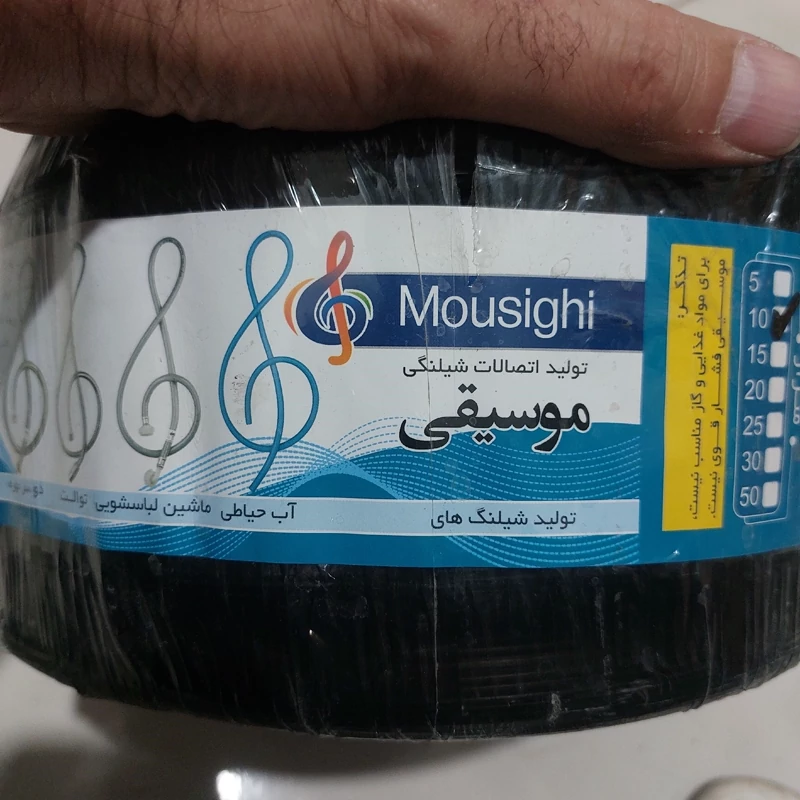 Mousighi
تولید اتصالات شیلنگی
موسیقی
تولید شیلنگ های
آب حیاطی
ماشین لباسشویی
توالت
تذکر:
برای مواد غذایی و گاز مناسب نیست،
موسیقی فشار قوی نیست.
5
10
15
20
25
30
50